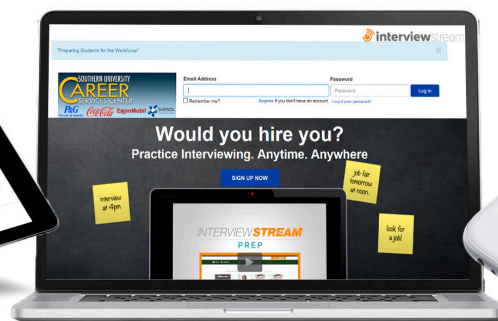 interviewstream
"Preparing Students for the Workforce"
SOUTHERN UNIVERSITY
CAREER
SERVICES CENTER
P&G
Coca-Cola ExxonMobil
Email Address
Password
Password
Log in
Remember me?
Register if you don't have an account
I forgot your password?
Would you hire you?
Practice Interviewing. Anytime. Anywhere
SIGN UP NOW
interview
at 4pm
job fair
tomorrow
at noon.
look for
a job!
INTERVIEWSTREAM
PREP